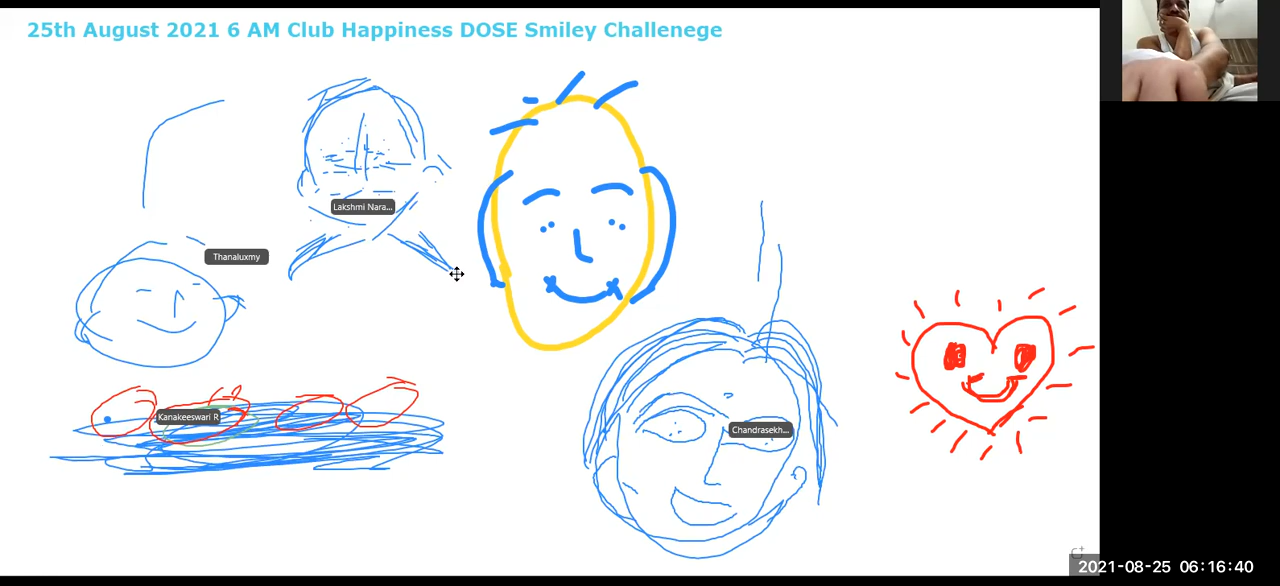 25th August 2021 6 AM Club Happiness DOSE Smiley Challenege
Lakshmi Nara...
Thanaluxmy
Kanakeeswari R
Chandrasekh...
2021-08-25 06:16:40